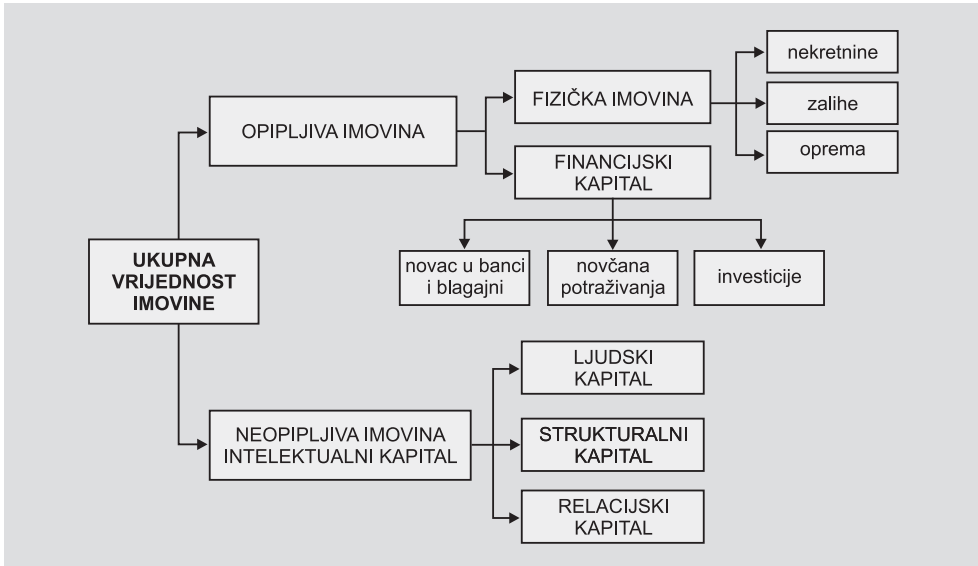 nekretnine
FIZIČKA IMOVINA
zalihe
OPIPLJIVA IMOVINA
oprema
FINANCIJSKI
KAPITAL
UKUPNA
VRIJEDNOST
IMOVINE
novac u banci
i blagajni
novčana
potraživanja
investicije
LJUDSKI
KAPITAL
NEOPIPLJIVA IMOVINA
INTELEKTUALNI KAPITAL
STRUKTURALNI
KAPITAL
RELACIJSKI
KAPITAL